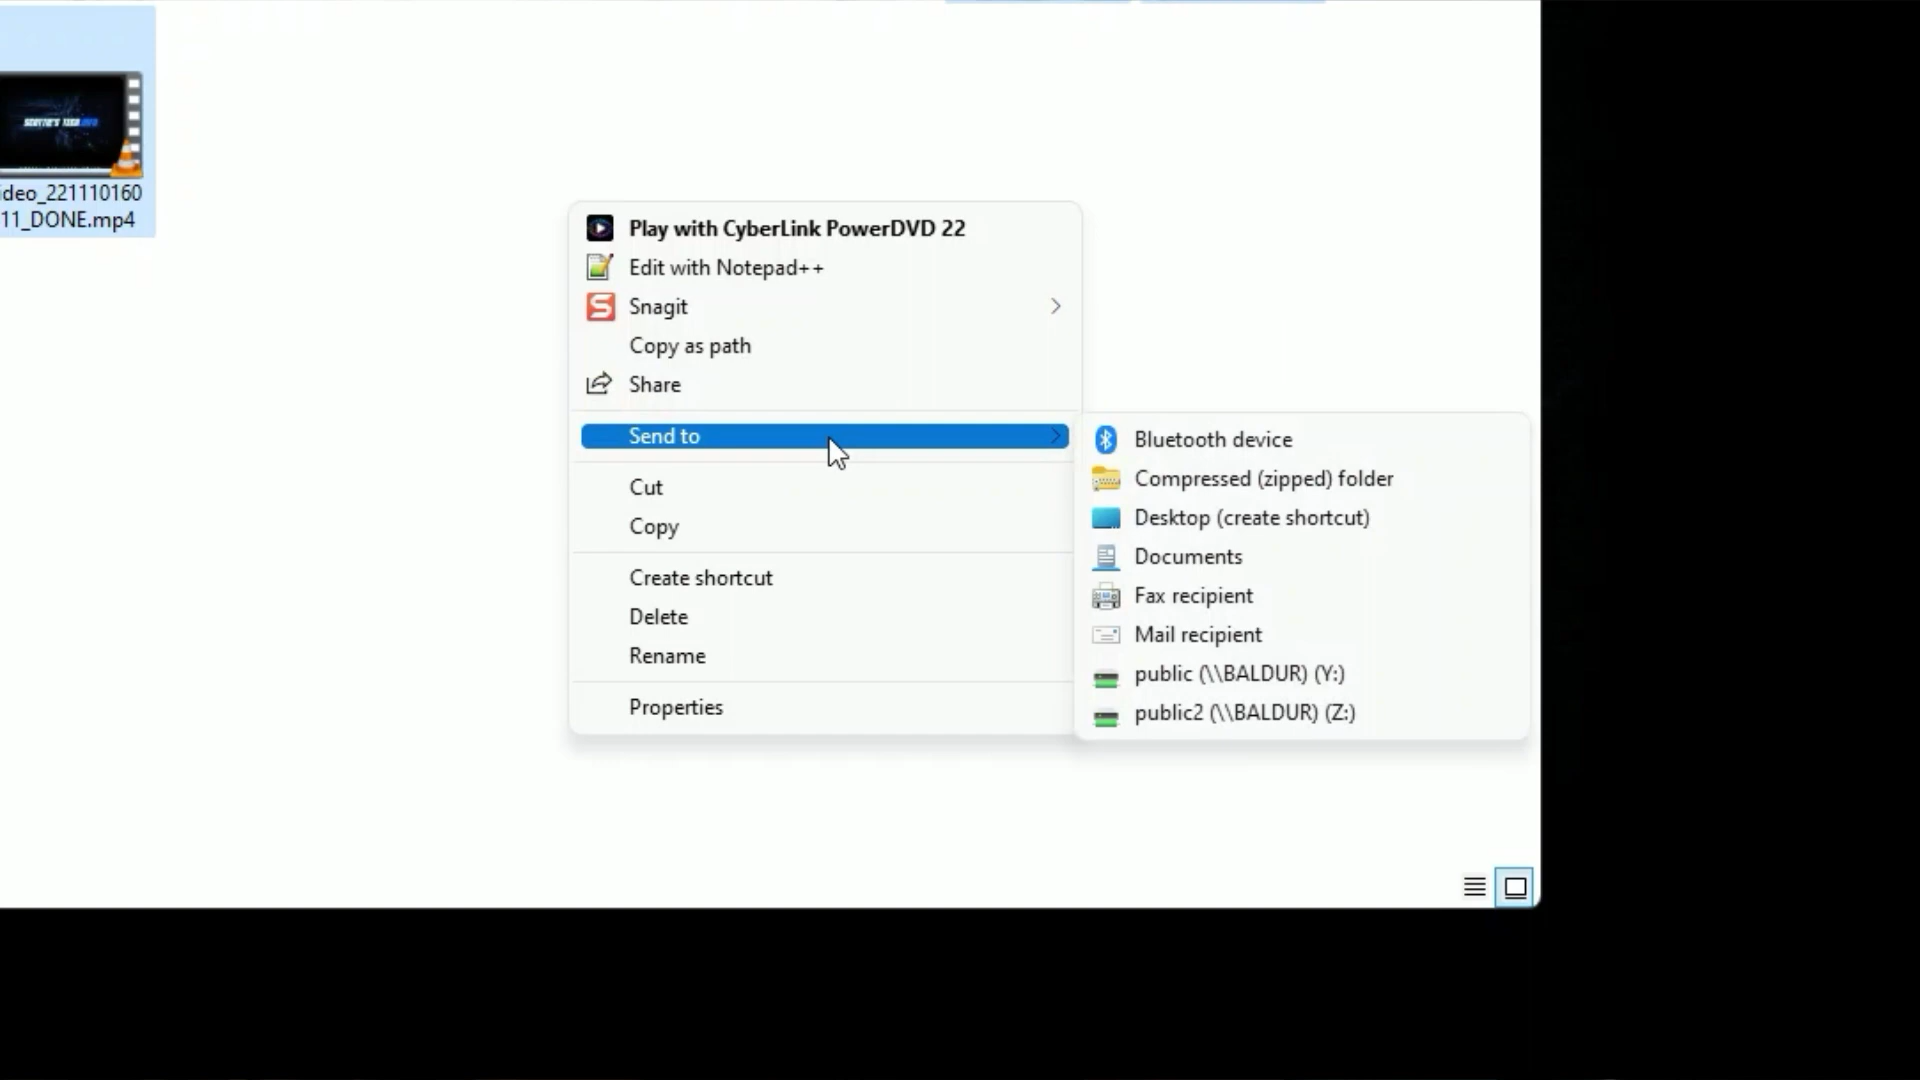 ideo_221110160
11_DONE.mp4
Play with CyberLink PowerDVD 22
Edit with Notepad++
Snagit
Copy as path
Share
Send to
Cut
Copy
Create shortcut
Delete
Rename
Properties
Bluetooth device
Compressed (zipped) folder
Desktop (create shortcut)
Documents
Fax recipient
Mail recipient
public (\\BALDUR) (Y:)
public2 (\\BALDUR) (Z:)